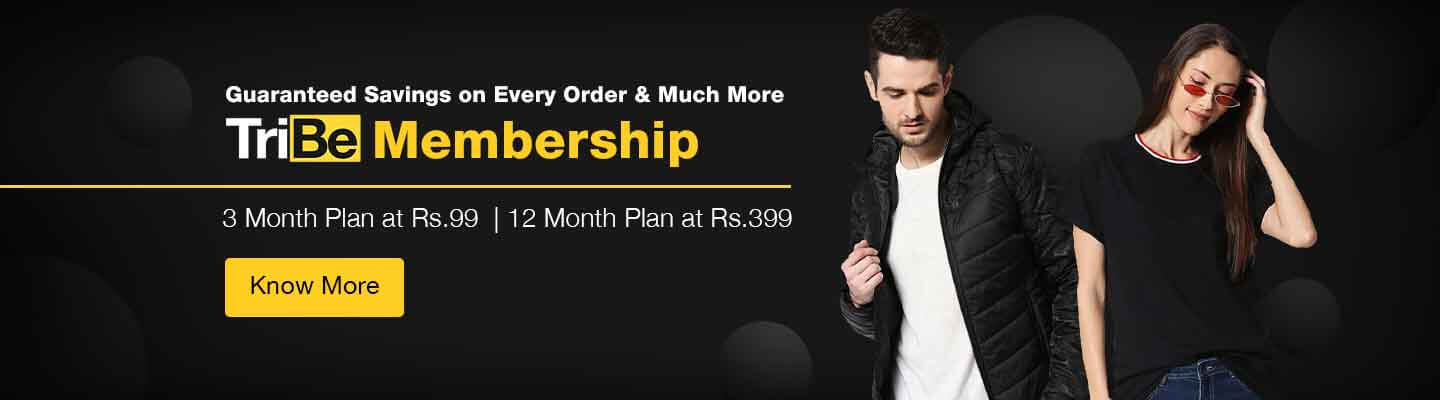 Guaranteed Savings on Every Order & Much More
TriBe Membership
3 Month Plan at Rs.99 | 12 Month Plan at Rs.399
Know More